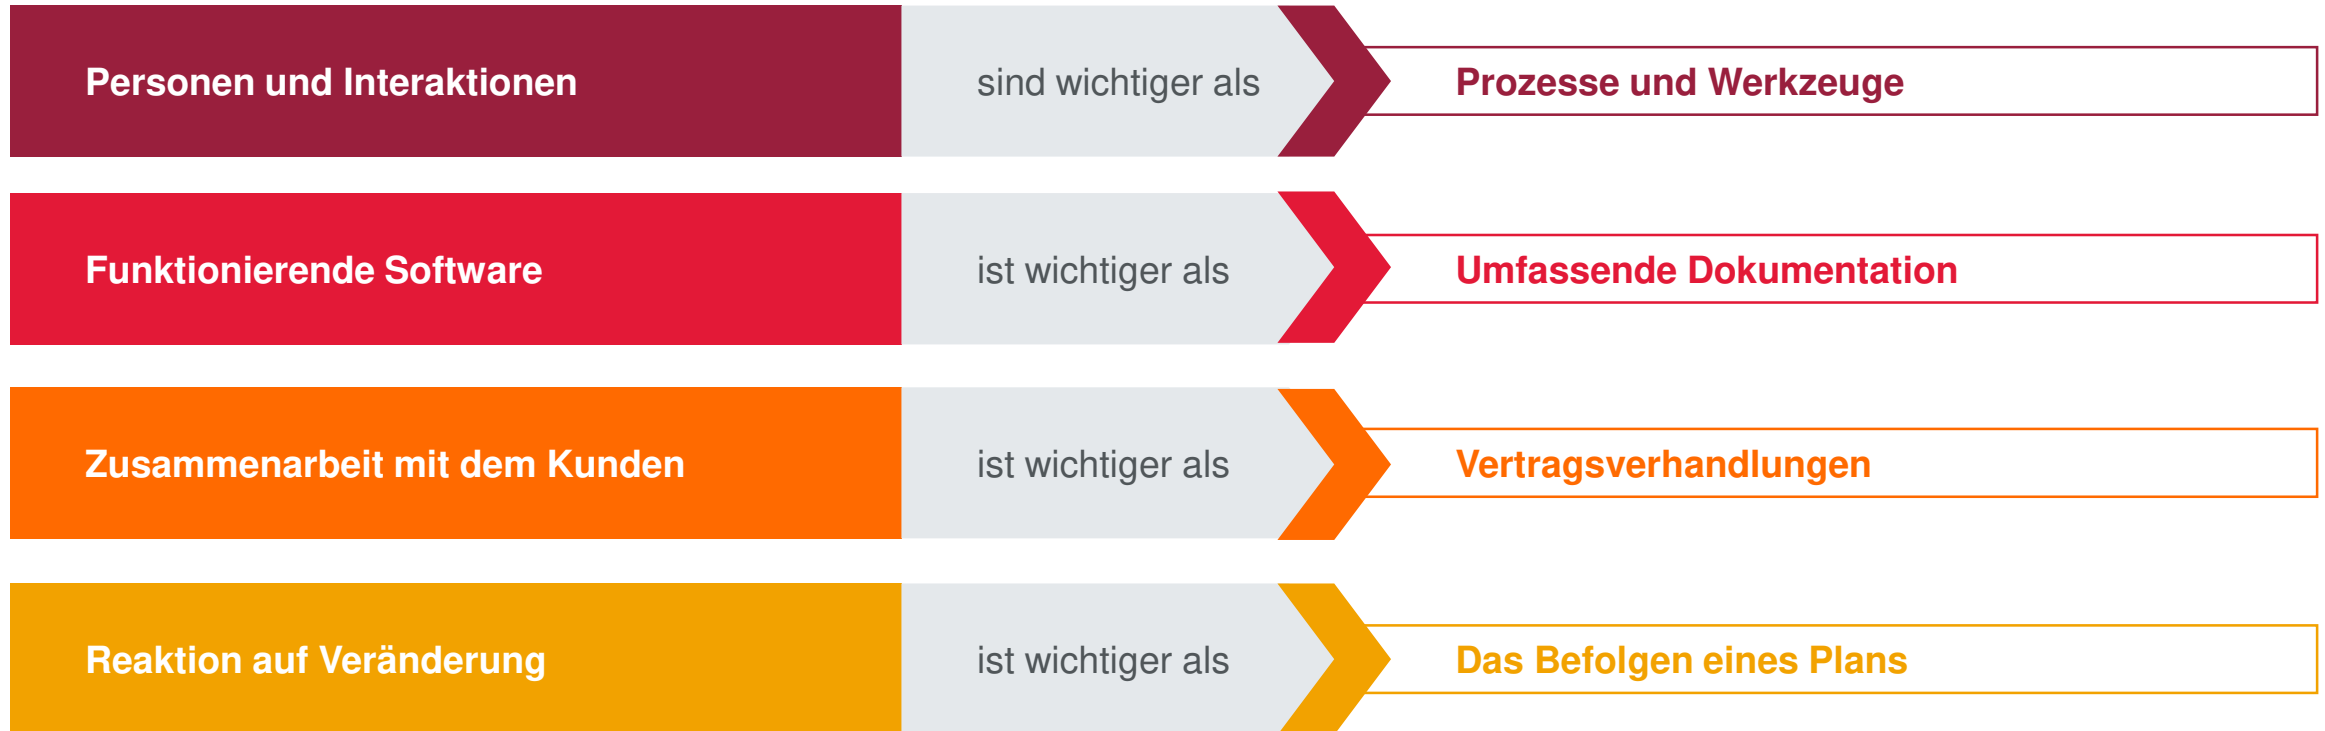 Personen und Interaktionen sind wichtiger als Prozesse und Werkzeuge
Funktionierende Software ist wichtiger als Umfassende Dokumentation
Zusammenarbeit mit dem Kunden ist wichtiger als Vertragsverhandlungen
Reaktion auf Veränderung ist wichtiger als Das Befolgen eines Plans